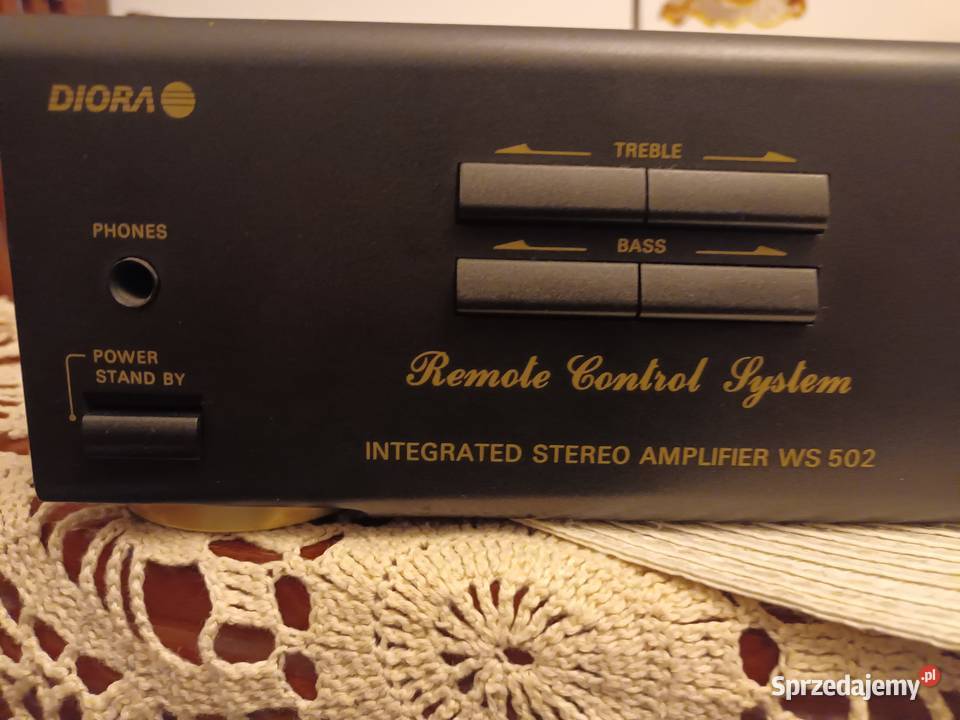 DIORA
TREBLE
PHONES
BASS
POWER
STAND BY
Remote Control System
INTEGRATED STEREO AMPLIFIER WS 502
Sprzedajemy.pl